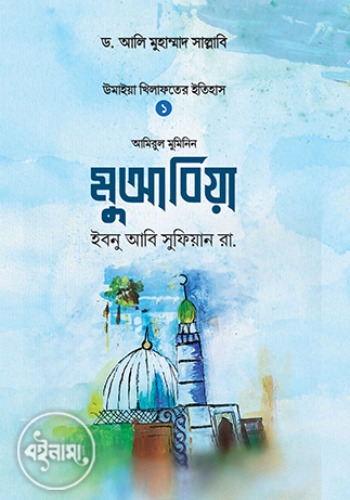 ড. আলি মুহাম্মাদ সাল্লাবি
উমাইয়া খিলাফতের ইতিহাস
১
আমিরুল মুমিনিন
মুআবিয়া
ইবনু আবি সুফিয়ান রা.
বইনামা